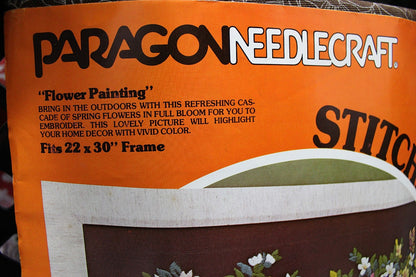 PARAGON NEEDLECRAFT®
"Flower Painting"
BRING IN THE OUTDOORS WITH THIS REFRESHING CAS-
CADE OF SPRING FLOWERS IN FULL BLOOM FOR YOU TO
EMBROIDER. THIS LOVELY PICTURE WILL HIGHLIGHT
YOUR HOME DECOR WITH VIVID COLOR.
Fits 22 x 30" Frame
STITCH